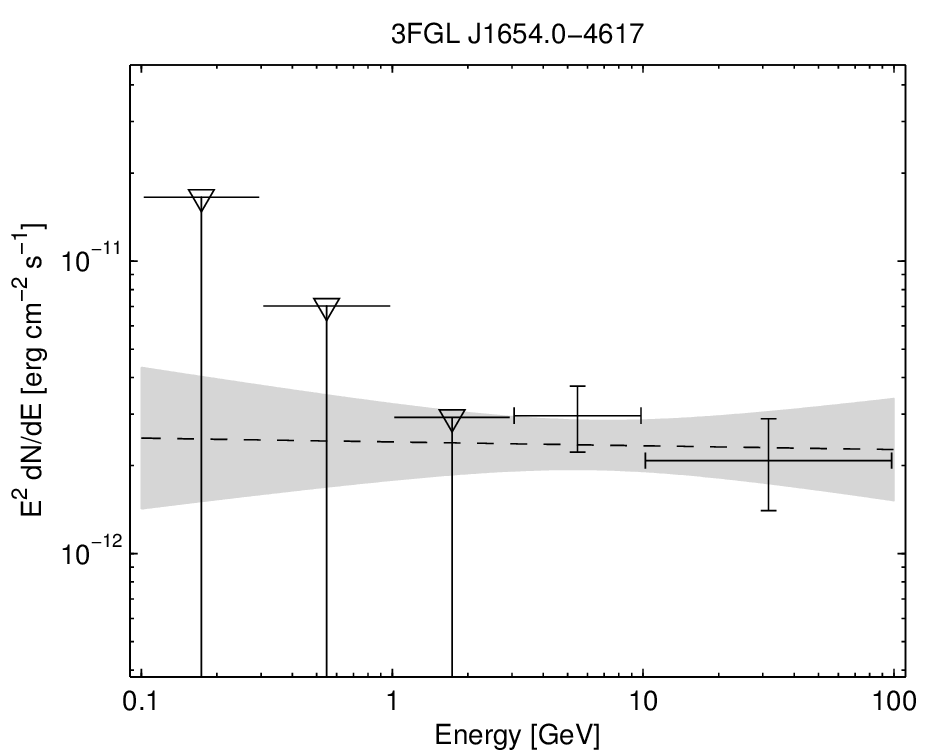 3FGL J1654.0−4617
E² dN/dE [erg cm⁻² s⁻¹]
10⁻¹¹
10⁻¹²
0.1 1 10 100
Energy [GeV]